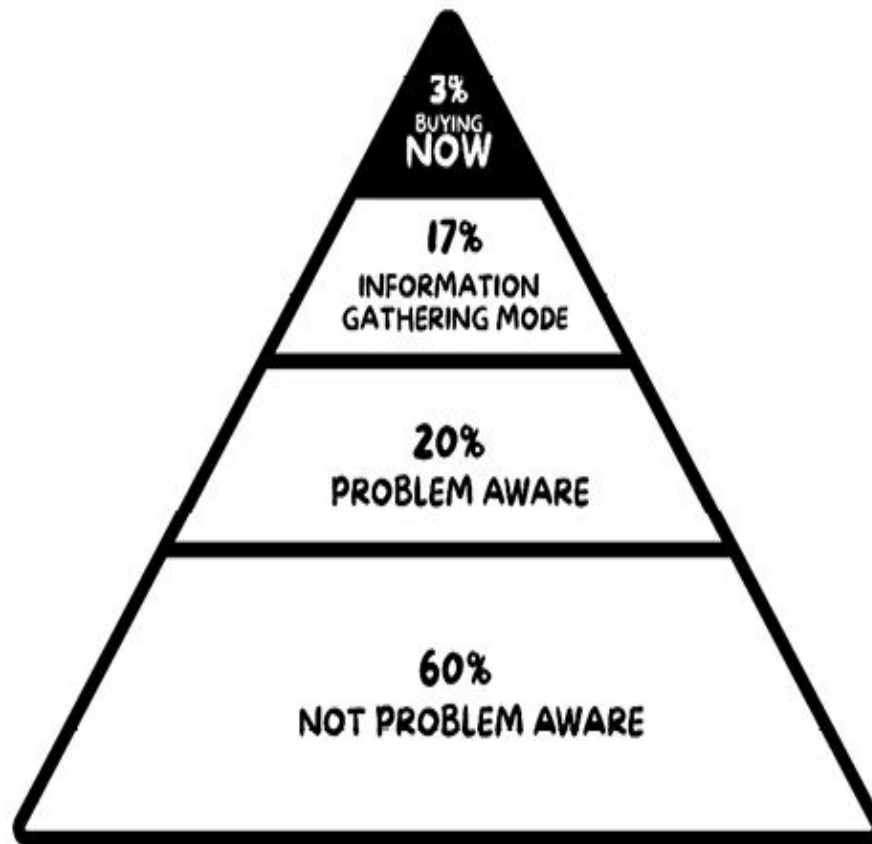 3%
BUYING
NOW
17%
INFORMATION
GATHERING MODE
20%
PROBLEM AWARE
60%
NOT PROBLEM AWARE